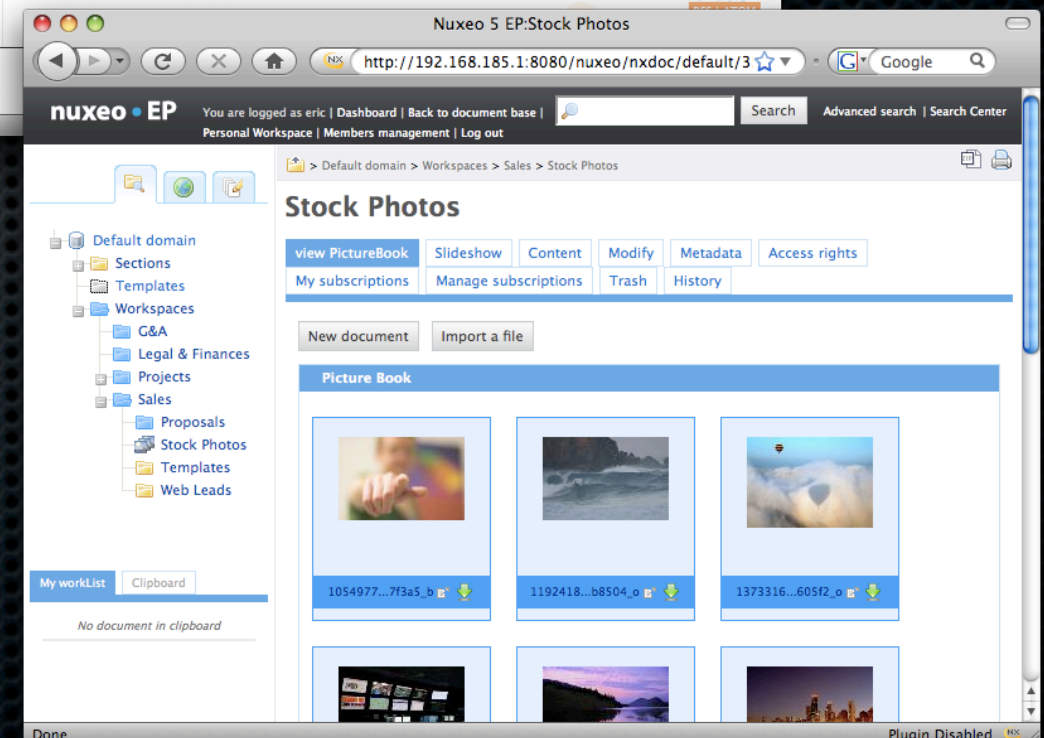 Nuxeo 5 EP:Stock Photos
http://192.168.185.1:8080/nuxeo/nxdoc/default/3
Google
nuxeo EP
You are logged as eric | Dashboard | Back to document base |
Personal Workspace | Members management | Log out
Search
Advanced search | Search Center
> Default domain > Workspaces > Sales > Stock Photos
Stock Photos
view PictureBook Slideshow Content Modify Metadata Access rights
My subscriptions Manage subscriptions Trash History
Default domain
Sections
Templates
Workspaces
G&A
Legal & Finances
Projects
Sales
Proposals
Stock Photos
Templates
Web Leads
My workList Clipboard
No document in clipboard
New document Import a file
Picture Book
1054977...7f3a5_b
1192418...b8504_o
1373316...605f2_o
Done
Plugin Disabled NX